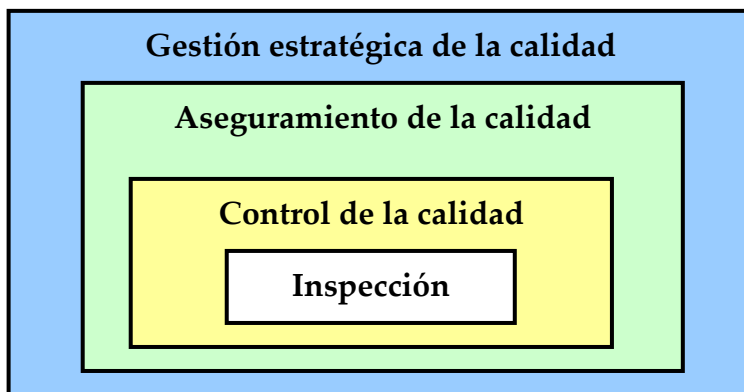 Gestión estratégica de la calidad
Aseguramiento de la calidad
Control de la calidad
Inspección